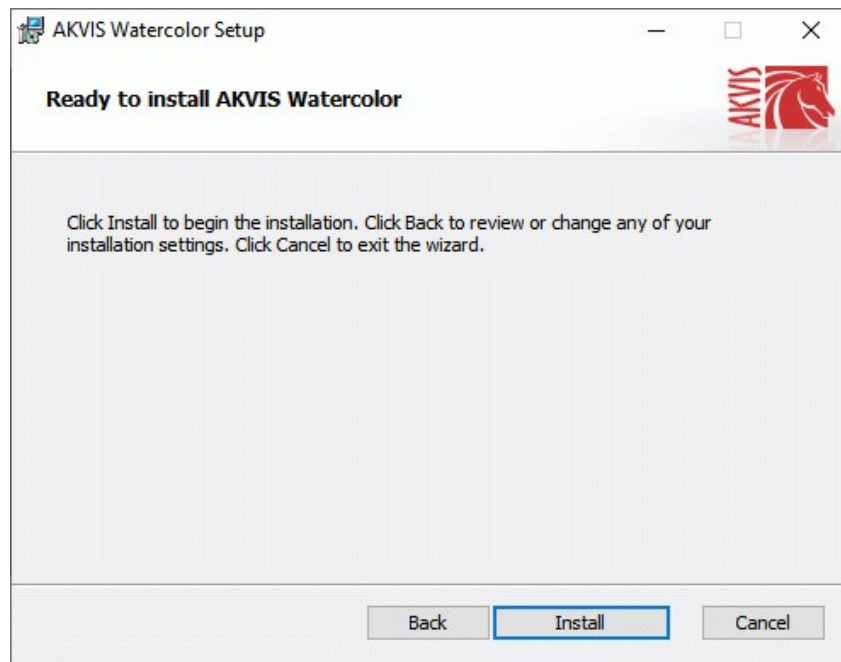 AKVIS Watercolor Setup
Ready to install AKVIS Watercolor
AKVIS
Click Install to begin the installation. Click Back to review or change any of your
installation settings. Click Cancel to exit the wizard.
Back
Install
Cancel